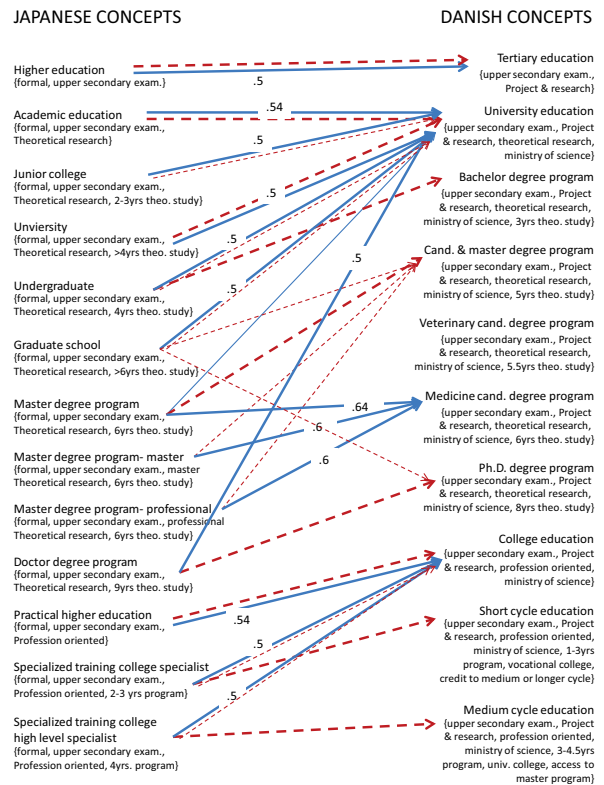 JAPANESE CONCEPTS
Higher education
{formal, upper secondary exam.}
Academic education
{formal, upper secondary exam.,
Theoretical research}
Junior college
{formal, upper secondary exam.,
Theoretical research, 2-3yrs theo. study}
Unviersity
{formal, upper secondary exam.,
Theoretical research, >4yrs theo. study}
Undergraduate
{formal, upper secondary exam.,
Theoretical research, 4yrs theo. study}
Graduate school
{formal, upper secondary exam.,
Theoretical research, >6yrs theo. study}
Master degree program
{formal, upper secondary exam.,
Theoretical research, 6yrs theo. study}
Master degree program- master
{formal, upper secondary exam., master
Theoretical research, 6yrs theo. study}
Master degree program- professional
{formal, upper secondary exam., professional
Theoretical research, 6yrs theo. study}
Doctor degree program
{formal, upper secondary exam.,
Theoretical research, 9yrs theo. study}
Practical higher education
{formal, upper secondary exam.,
Profession oriented}
Specialized training college specialist
{formal, upper secondary exam.,
Profession oriented, 2-3 yrs program}
Specialized training college
high level specialist
{formal, upper secondary exam.,
Profession oriented, 4yrs. program}
.5
.54
.5
.5
.5
.5
.5
.64
.6
.6
.54
.5
.5
DANISH CONCEPTS
Tertiary education
{upper secondary exam.,
Project & research}
University education
{upper secondary exam., Project
& research, theoretical research,
ministry of science}
Bachelor degree program
{upper secondary exam., Project
& research, theoretical research,
ministry of science, 3yrs theo. study}
Cand. & master degree program
{upper secondary exam., Project
& research, theoretical research,
ministry of science, 5yrs theo. study}
Veterinary cand. degree program
{upper secondary exam., Project
& research, theoretical research,
ministry of science, 5.5yrs theo. study}
Medicine cand. degree program
{upper secondary exam., Project
& research, theoretical research,
ministry of science, 6yrs theo. study}
Ph.D. degree program
{upper secondary exam., Project
& research, theoretical research,
ministry of science, 8yrs theo. study}
College education
{upper secondary exam., Project
& research, profession oriented,
ministry of science}
Short cycle education
{upper secondary exam., Project
& research, profession oriented,
ministry of science, 1-3yrs
program, vocational college,
credit to medium or longer cycle}
Medium cycle education
{upper secondary exam., Project
& research, profession oriented,
ministry of science, 3-4.5yrs
program, univ. college, access to
master program}